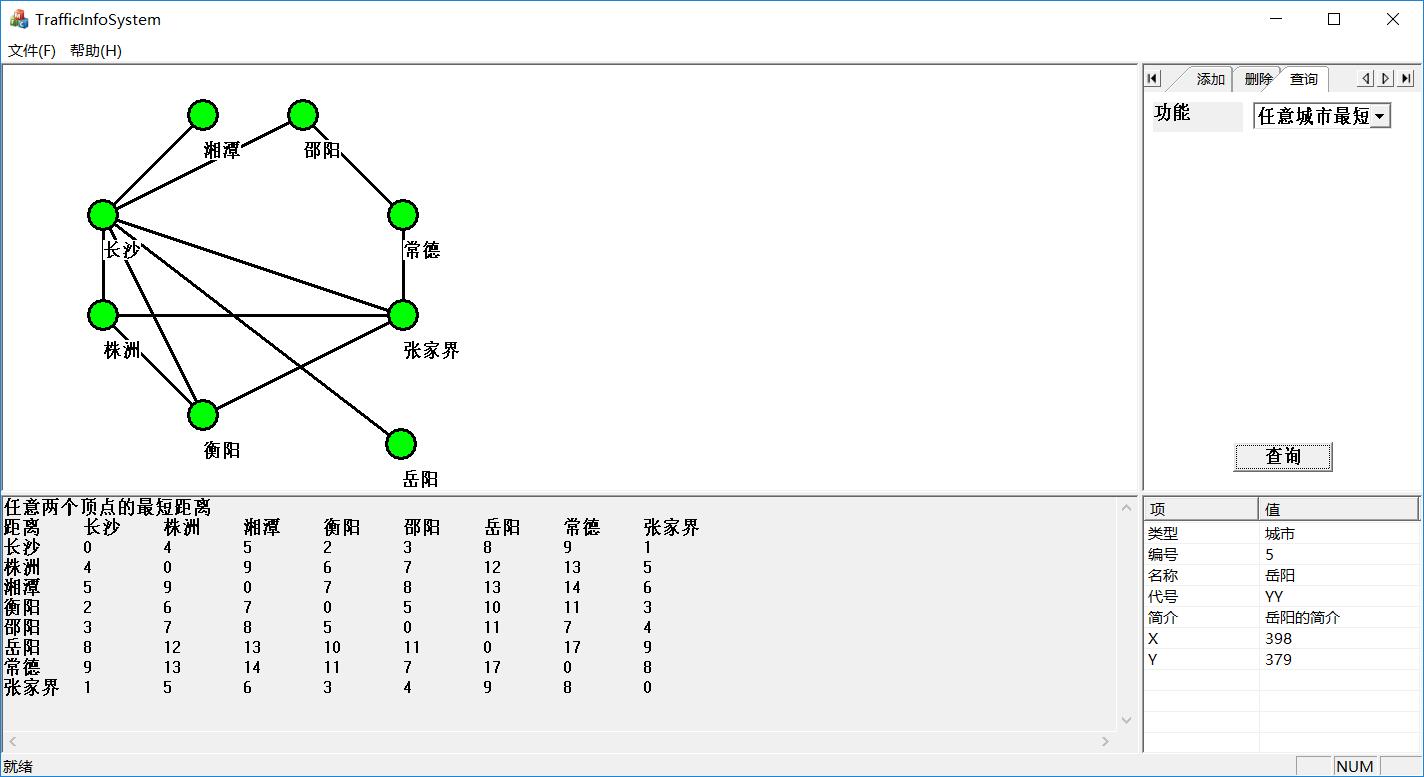 TrafficInfoSystem
文件(F) 帮助(H)
添加 删除 查询
功能 任意城市最短
湘潭 邵阳
长沙 常德
株洲 张家界
衡阳
岳阳
查询
任意两个顶点的最短距离
距离 长沙 株洲 湘潭 衡阳 邵阳 岳阳 常德 张家界
长沙 0 4 5 2 3 8 9 1
株洲 4 0 9 6 7 12 13 5
湘潭 5 9 0 7 8 13 14 6
衡阳 2 6 7 0 5 10 11 3
邵阳 3 7 8 5 0 11 7 4
岳阳 8 12 13 10 11 0 17 9
常德 9 13 14 11 7 17 0 8
张家界 1 5 6 3 4 9 8 0
项 值
类型 城市
编号 5
名称 岳阳
代号 YY
简介 岳阳的简介
X 398
Y 379
就绪 NUM